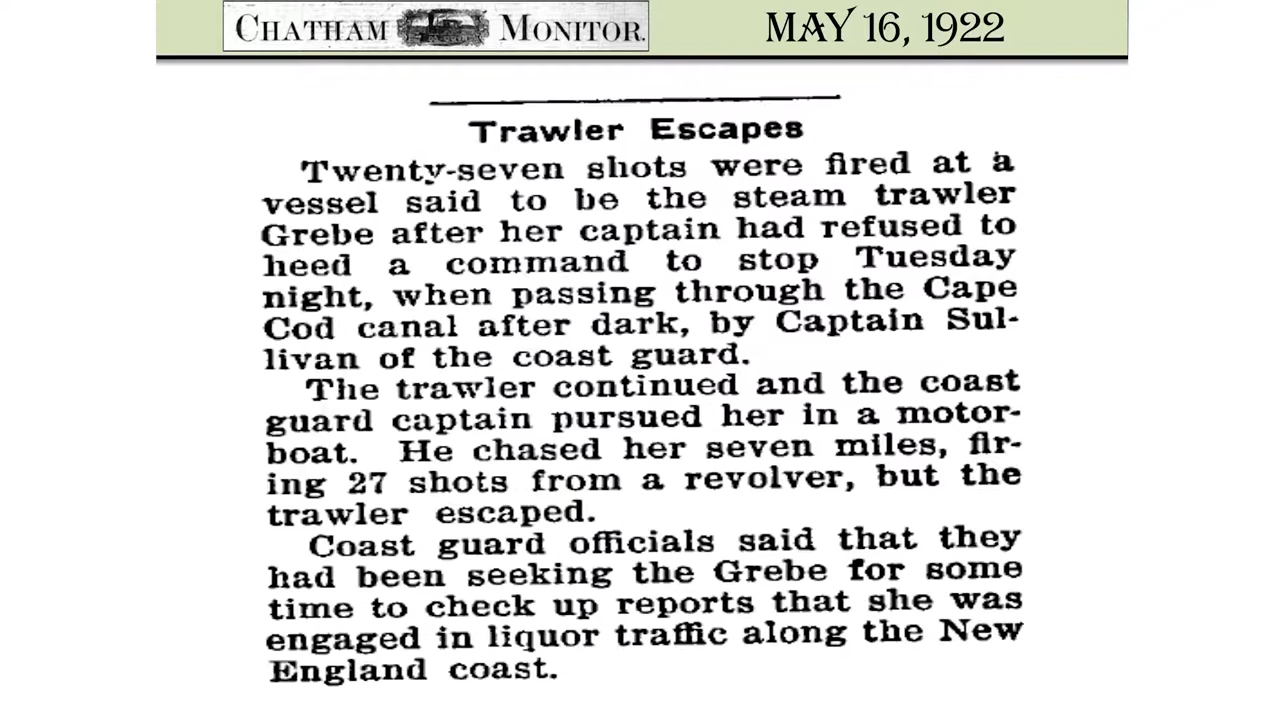 CHATHAM MONITOR.
MAY 16, 1922
Trawler Escapes
Twenty-seven shots were fired at a
vessel said to be the steam trawler
Grebe after her captain had refused to
heed a command to stop Tuesday
night, when passing through the Cape
Cod canal after dark, by Captain Sul-
livan of the coast guard.
The trawler continued and the coast
guard captain pursued her in a motor-
boat. He chased her seven miles, fir-
ing 27 shots from a revolver, but the
trawler escaped.
Coast guard officials said that they
had been seeking the Grebe for some
time to check up reports that she was
engaged in liquor traffic along the New
England coast.